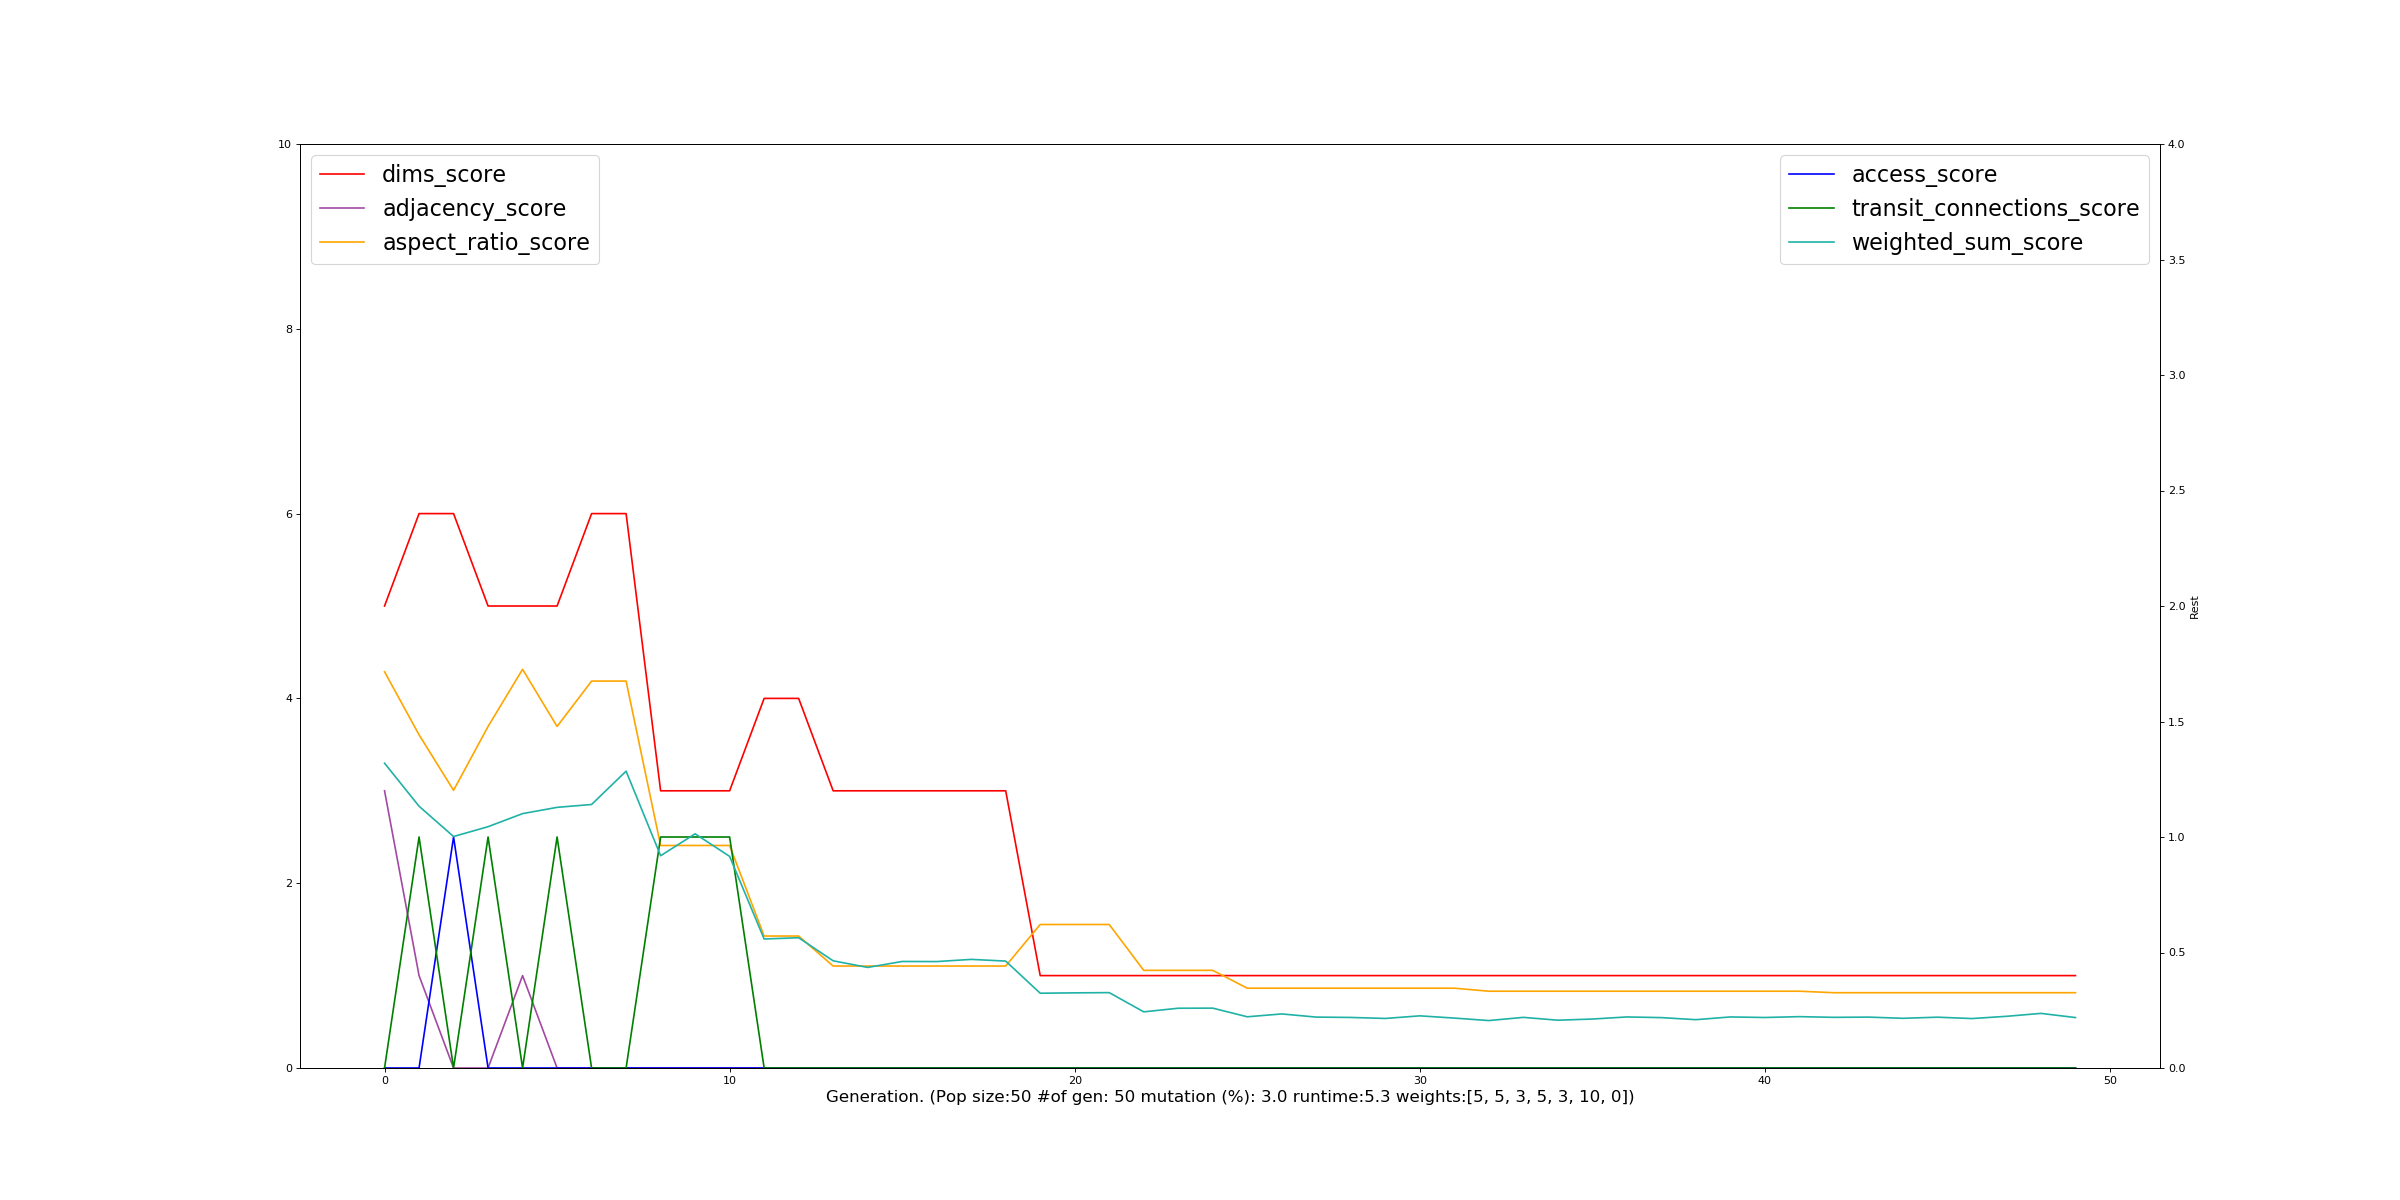 dims_score
adjacency_score
aspect_ratio_score
access_score
transit_connections_score
weighted_sum_score
10
8
6
4
2
0
4.0
3.5
3.0
2.5
2.0
1.5
1.0
0.5
0.0
Rest
0 10 20 30 40 50
Generation. (Pop size:50 #of gen: 50 mutation (%): 3.0 runtime:5.3 weights:[5, 5, 3, 5, 3, 10, 0])